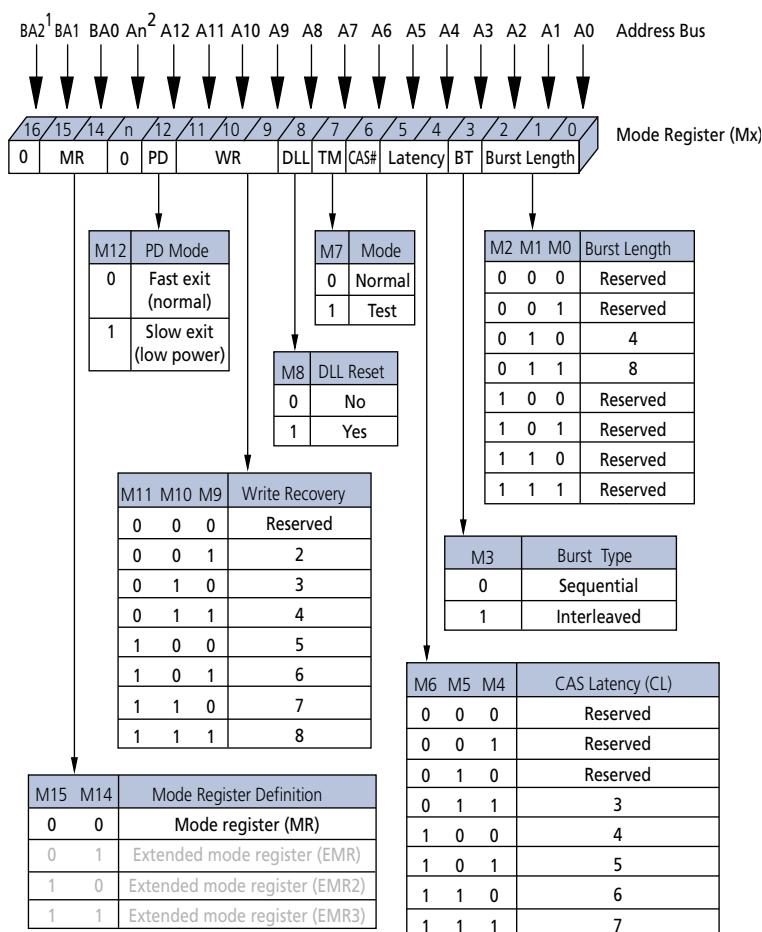 BA2¹ BA1 BA0 An² A12 A11 A10 A9 A8 A7 A6 A5 A4 A3 A2 A1 A0 Address Bus
16 15 14 n 12 11 10 9 8 7 6 5 4 3 2 1 0 Mode Register (Mx)
0 MR 0 PD WR DLL TM CAS# Latency BT Burst Length
M12 PD Mode
0 Fast exit
(normal)
1 Slow exit
(low power)
M7 Mode
0 Normal
1 Test
M2 M1 M0 Burst Length
0 0 0 Reserved
0 0 1 Reserved
0 1 0 4
0 1 1 8
1 0 0 Reserved
1 0 1 Reserved
1 1 0 Reserved
1 1 1 Reserved
M8 DLL Reset
0 No
1 Yes
M11 M10 M9 Write Recovery
0 0 0 Reserved
0 0 1 2
0 1 0 3
0 1 1 4
1 0 0 5
1 0 1 6
1 1 0 7
1 1 1 8
M3 Burst Type
0 Sequential
1 Interleaved
M6 M5 M4 CAS Latency (CL)
0 0 0 Reserved
0 0 1 Reserved
0 1 0 Reserved
0 1 1 3
1 0 0 4
1 0 1 5
1 1 0 6
1 1 1 7
M15 M14 Mode Register Definition
0 0 Mode register (MR)
0 1 Extended mode register (EMR)
1 0 Extended mode register (EMR2)
1 1 Extended mode register (EMR3)